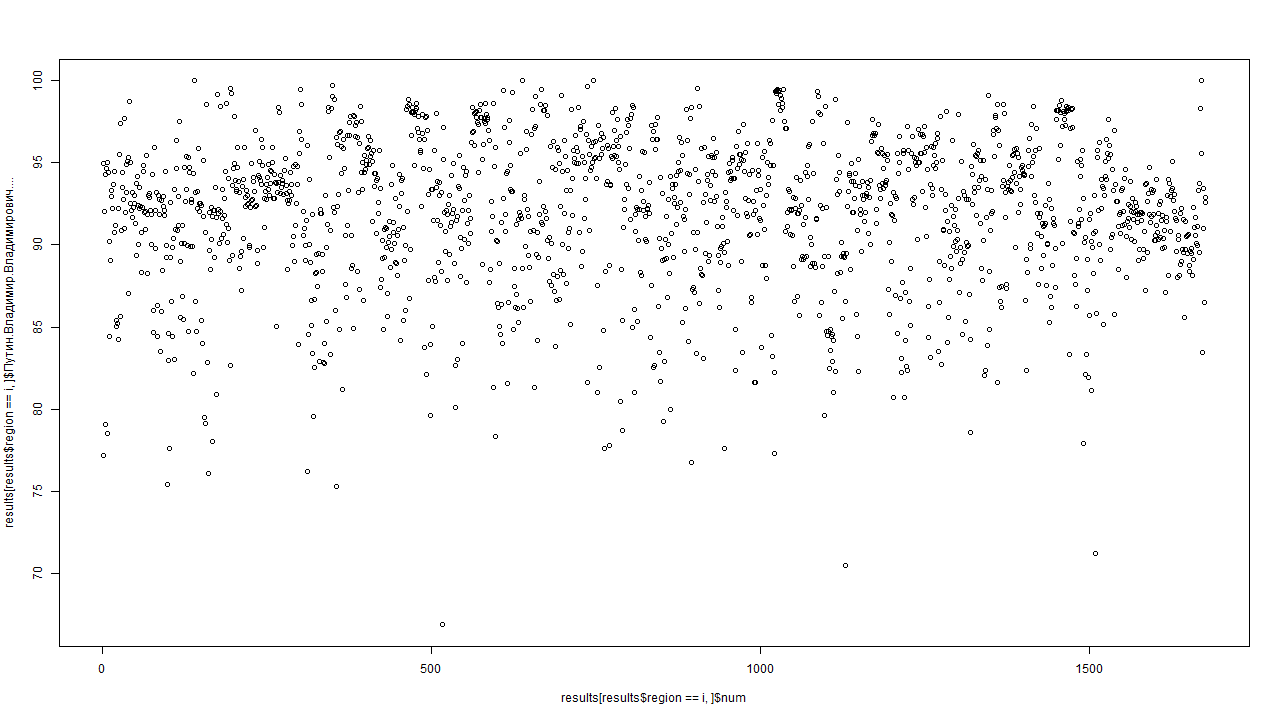 results[results$region == i, ]$Путин.Владимир.Владимирович...
100
95
90
85
80
75
70
0 500 1000 1500
results[results$region == i, ]$num